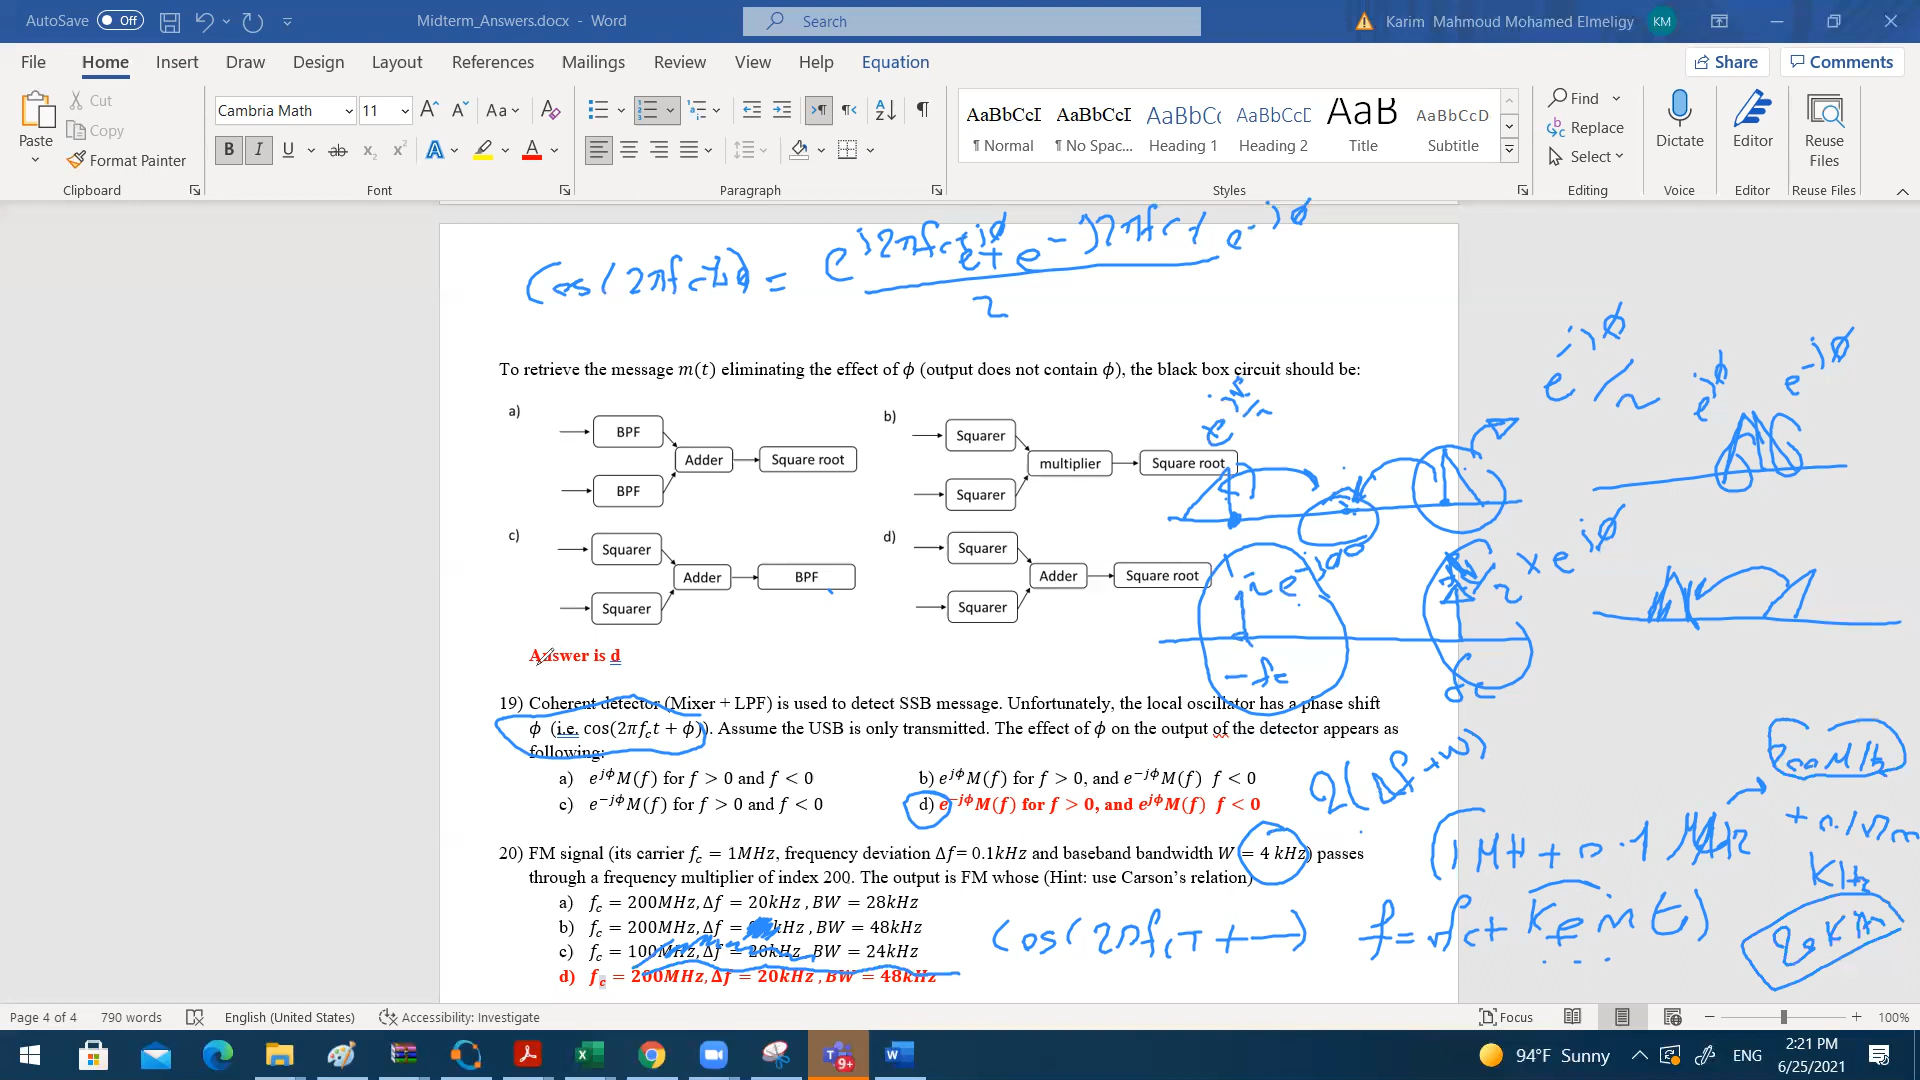 AutoSave Off Midterm_Answers.docx - Word Search Karim Mahmoud Mohamed Elmeligy KM
File Home Insert Draw Design Layout References Mailings Review View Help Equation Share Comments
Paste Cut Copy Format Painter Clipboard
Cambria Math 11 Font
Paragraph
AaBbCcI AaBbCcI AaBbC( AaBbCcI AaB AaBbCcD
¶ Normal ¶ No Spac... Heading 1 Heading 2 Title Subtitle
Styles
Find Replace Select Editing
Dictate Voice
Editor Editor
Reuse Files Reuse Files
To retrieve the message m(t) eliminating the effect of ϕ (output does not contain ϕ), the black box circuit should be:
a) BPF BPF Adder Square root
b) Squarer Squarer multiplier Square root
c) Squarer Squarer Adder BPF
d) Squarer Squarer Adder Square root
Answer is d
19) Coherent detector (Mixer + LPF) is used to detect SSB message. Unfortunately, the local oscillator has a phase shift
ϕ (i.e. cos(2πf_c t + ϕ)). Assume the USB is only transmitted. The effect of ϕ on the output of the detector appears as
following:
a) e^{jϕ}M(f) for f > 0 and f < 0 b) e^{jϕ}M(f) for f > 0, and e^{−jϕ}M(f) f < 0
c) e^{−jϕ}M(f) for f > 0 and f < 0 d) e^{−jϕ}M(f) for f > 0, and e^{jϕ}M(f) f < 0
20) FM signal (its carrier f_c = 1MHz, frequency deviation Δf= 0.1kHz and baseband bandwidth W = 4 kHz) passes
through a frequency multiplier of index 200. The output is FM whose (Hint: use Carson's relation)
a) f_c = 200MHz, Δf = 20kHz , BW = 28kHz
b) f_c = 200MHz, Δf = kHz , BW = 48kHz
c) f_c = 100MHz, Δf = 20kHz , BW = 24kHz
d) f_c = 200MHz, Δf = 20kHz , BW = 48kHz
2(Δf+w)
-fc
Page 4 of 4 790 words English (United States) Accessibility: Investigate Focus 100%
94°F Sunny ENG 2:21 PM
6/25/2021